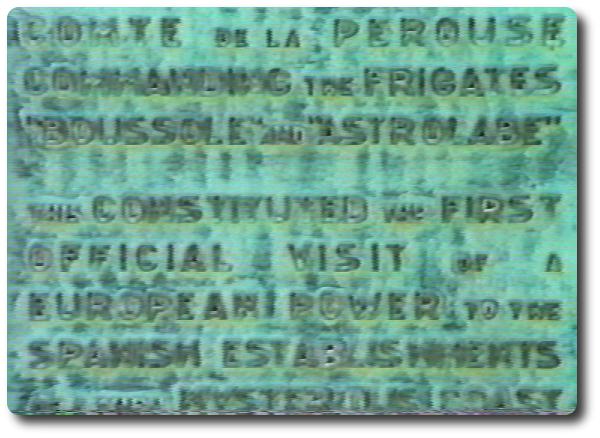 COMTE DE LA PEROUSE
COMMANDING THE FRIGATES
"BOUSSOLE" AND "ASTROLABE"
CONSTITUTED THE FIRST
OFFICIAL VISIT OF A
EUROPEAN POWER TO THE
SPANISH ESTABLISHMENTS
MYSTERIOUS COAST